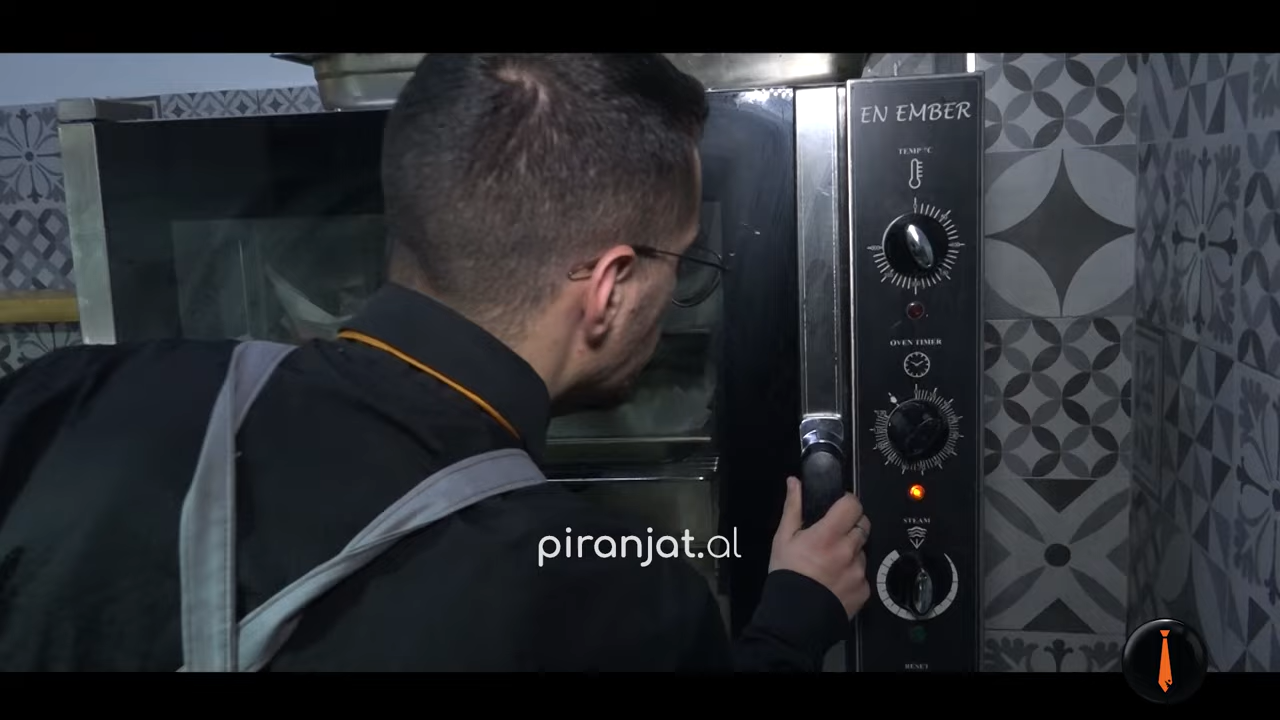 EN EMBER
TEMP °C
OVEN TIMER
STEAM
RESET
piranjat.al